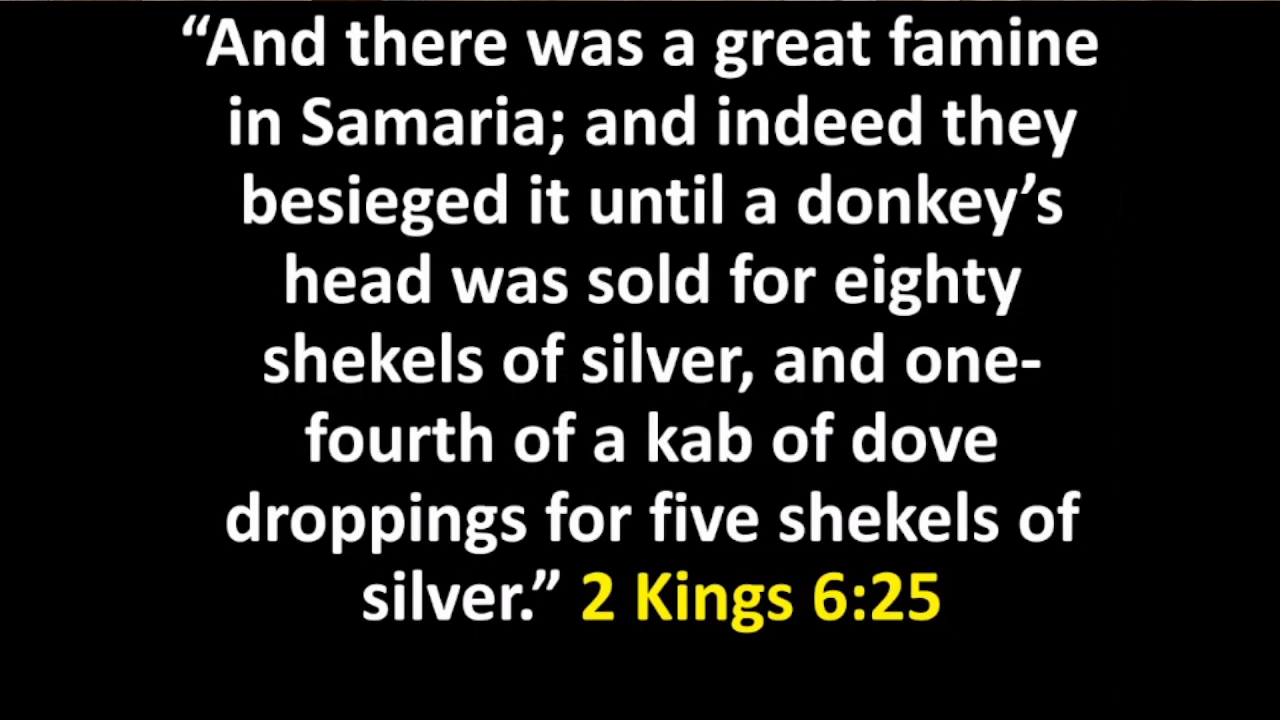 “And there was a great famine
in Samaria; and indeed they
besieged it until a donkey’s
head was sold for eighty
shekels of silver, and one-
fourth of a kab of dove
droppings for five shekels of
silver.” 2 Kings 6:25